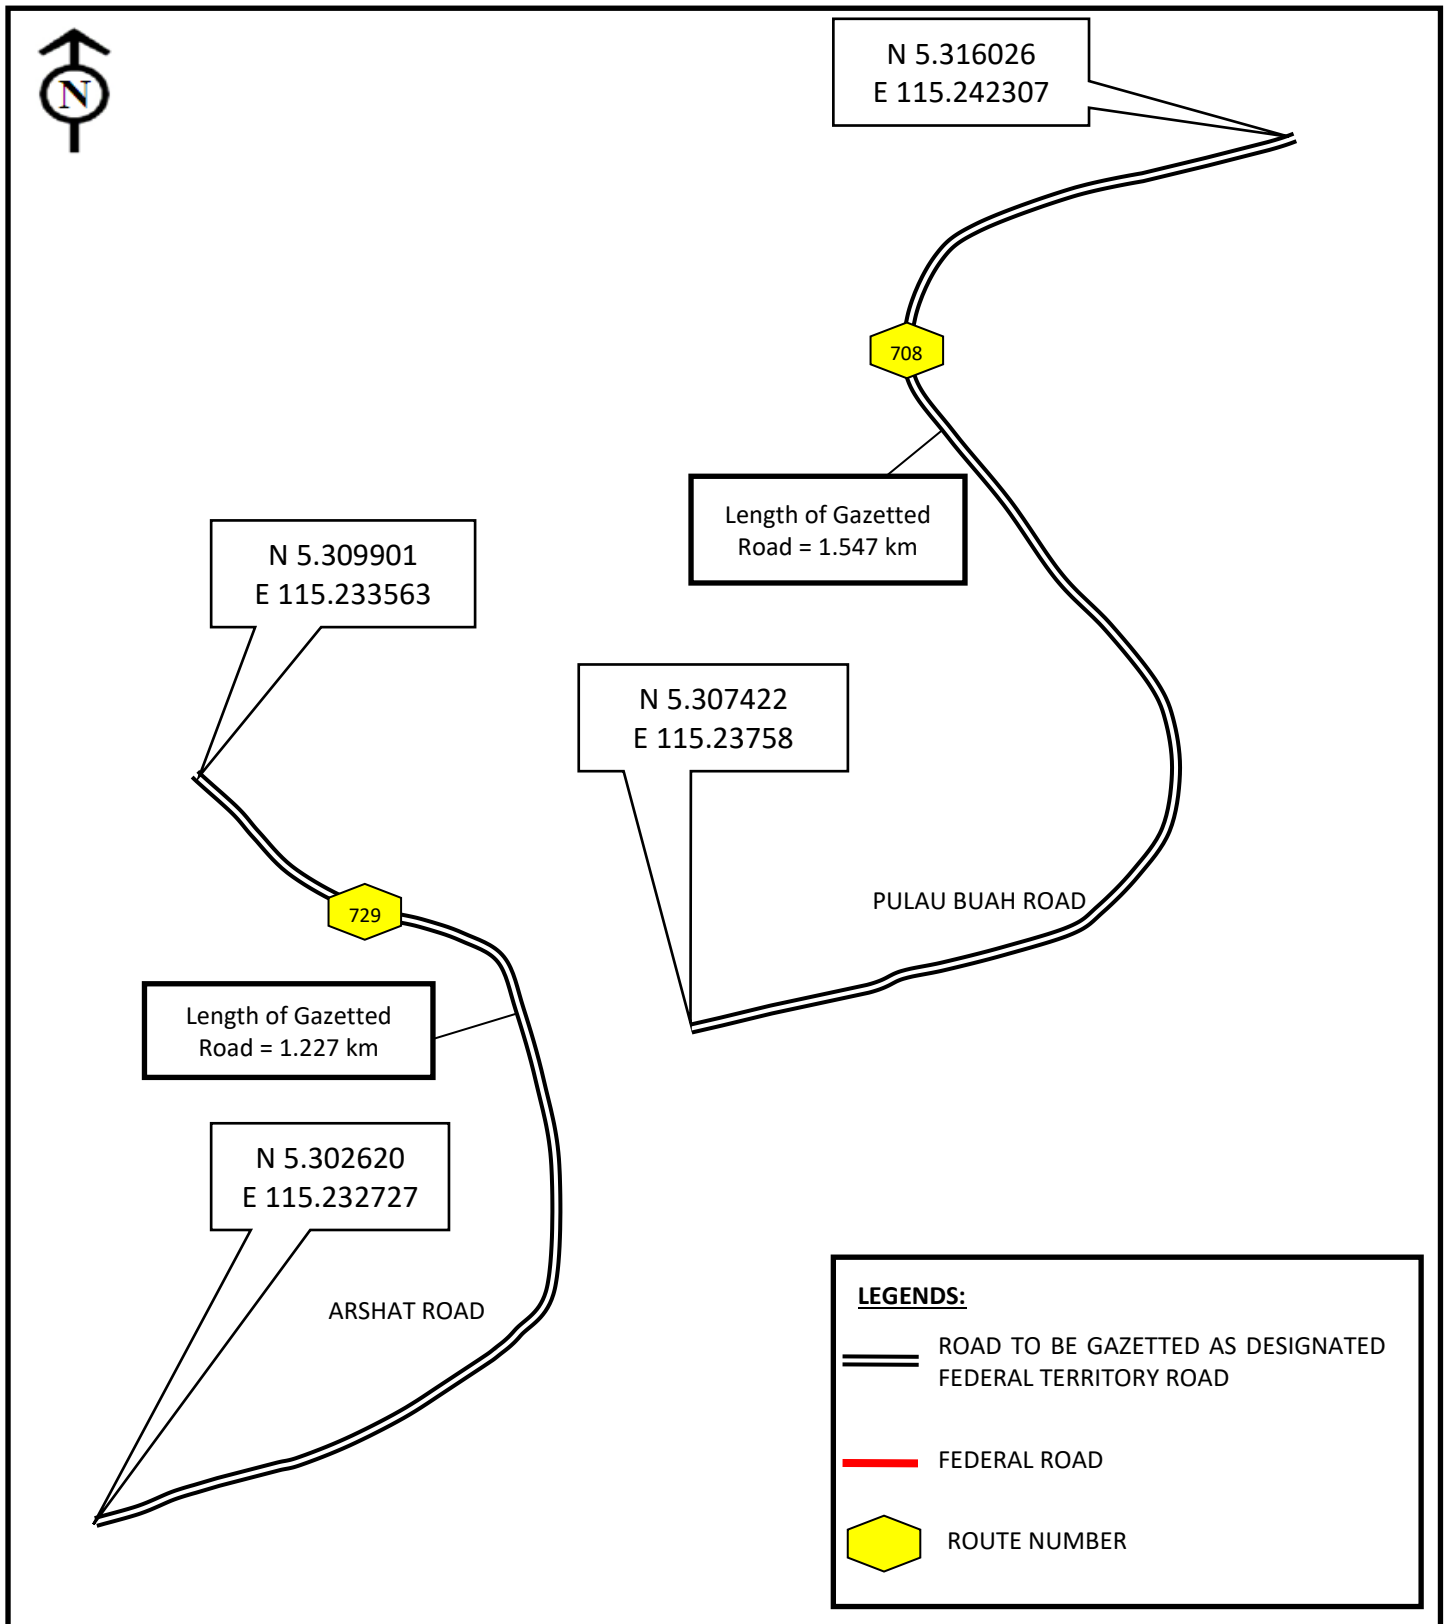 N
N 5.316026
E 115.242307
708
Length of Gazetted
Road = 1.547 km
N 5.309901
E 115.233563
N 5.307422
E 115.23758
PULAU BUAH ROAD
729
Length of Gazetted
Road = 1.227 km
N 5.302620
E 115.232727
ARSHAT ROAD
LEGENDS:
ROAD TO BE GAZETTED AS DESIGNATED
FEDERAL TERRITORY ROAD
FEDERAL ROAD
ROUTE NUMBER